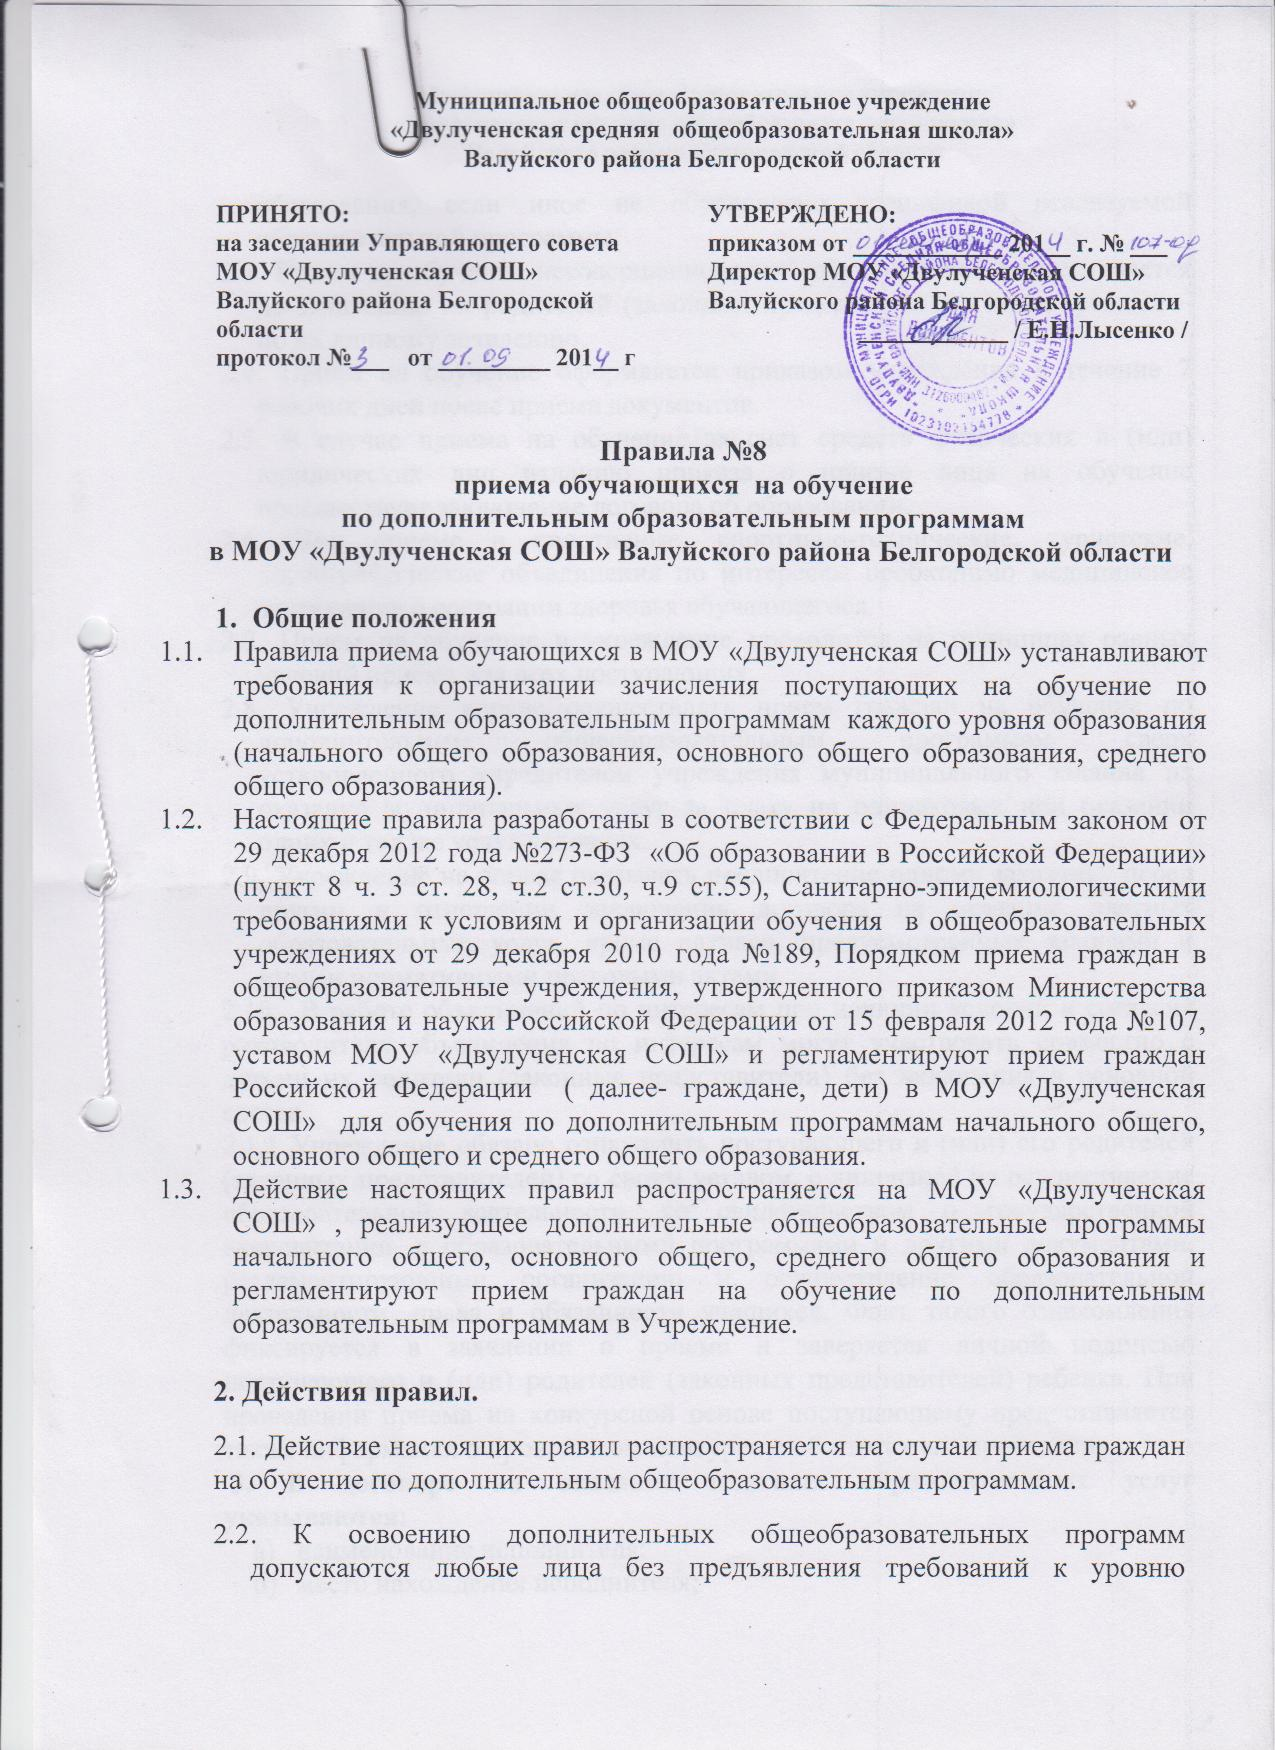 Муниципальное общеобразовательное учреждение
«Двулученская средняя общеобразовательная школа»
Валуйского района Белгородской области
ПРИНЯТО:
на заседании Управляющего совета
МОУ «Двулученская СОШ»
Валуйского района Белгородской
области
протокол № 3 от 01.09 2014 г
УТВЕРЖДЕНО:
приказом от 2014 г. № 107-од
Директор МОУ «Двулученская СОШ»
Валуйского района Белгородской области
/ Е.Н.Лысенко /
Правила №8
приема обучающихся на обучение
по дополнительным образовательным программам
в МОУ «Двулученская СОШ» Валуйского района Белгородской области
1. Общие положения
1.1. Правила приема обучающихся в МОУ «Двулученская СОШ» устанавливают
требования к организации зачисления поступающих на обучение по
дополнительным образовательным программам каждого уровня образования
(начального общего образования, основного общего образования, среднего
общего образования).
1.2. Настоящие правила разработаны в соответствии с Федеральным законом от
29 декабря 2012 года №273-ФЗ «Об образовании в Российской Федерации»
(пункт 8 ч. 3 ст. 28, ч.2 ст.30, ч.9 ст.55), Санитарно-эпидемиологическими
требованиями к условиям и организации обучения в общеобразовательных
учреждениях от 29 декабря 2010 года №189, Порядком приема граждан в
общеобразовательные учреждения, утвержденного приказом Министерства
образования и науки Российской Федерации от 15 февраля 2012 года №107,
уставом МОУ «Двулученская СОШ» и регламентируют прием граждан
Российской Федерации ( далее- граждане, дети) в МОУ «Двулученская
СОШ» для обучения по дополнительным программам начального общего,
основного общего и среднего общего образования.
1.3. Действие настоящих правил распространяется на МОУ «Двулученская
СОШ» , реализующее дополнительные общеобразовательные программы
начального общего, основного общего, среднего общего образования и
регламентируют прием граждан на обучение по дополнительным
образовательным программам в Учреждение.
2. Действия правил.
2.1. Действие настоящих правил распространяется на случаи приема граждан
на обучение по дополнительным общеобразовательным программам.
2.2. К освоению дополнительных общеобразовательных программ
допускаются любые лица без предъявления требований к уровню